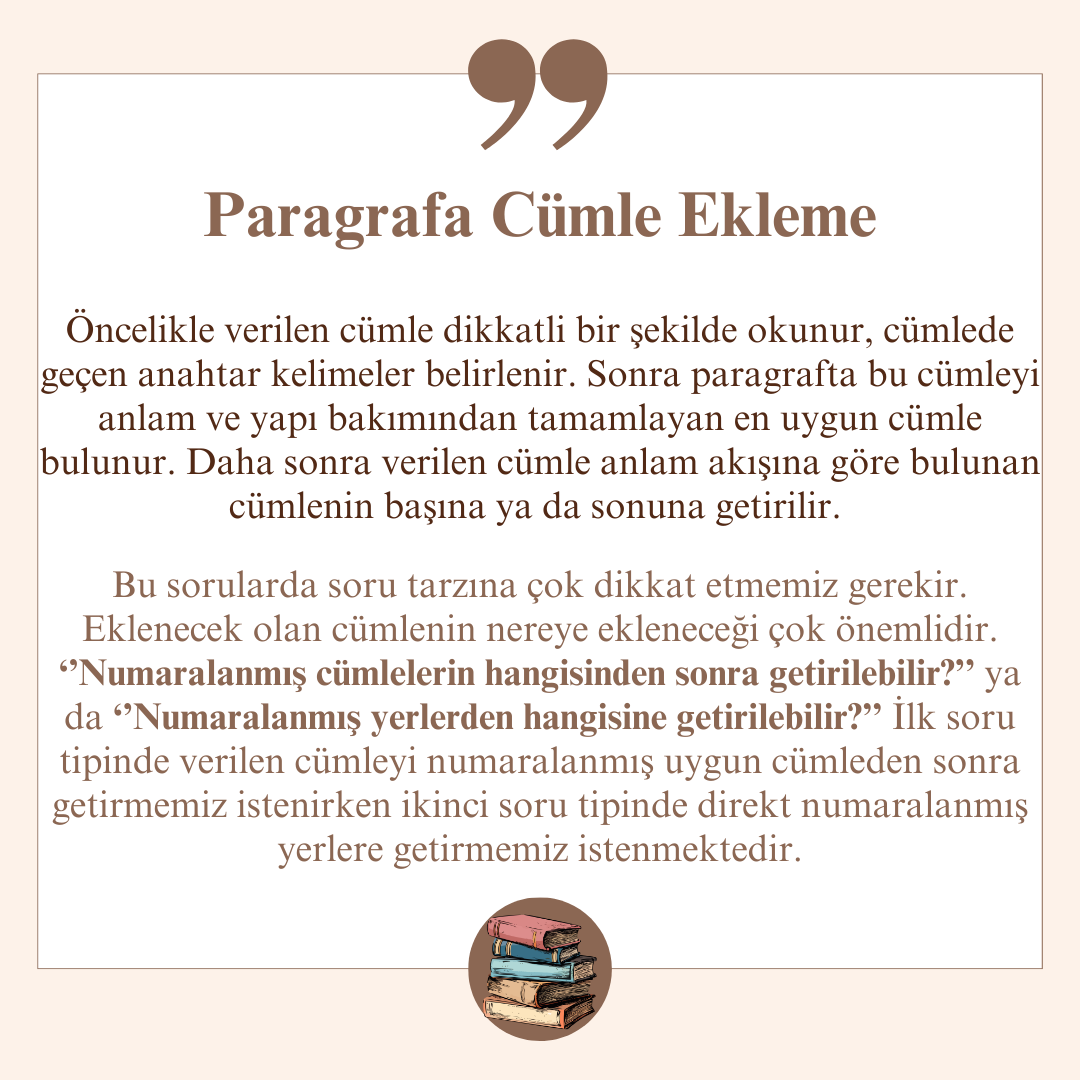 Paragrafa Cümle Ekleme
Öncelikle verilen cümle dikkatli bir şekilde okunur, cümlede
geçen anahtar kelimeler belirlenir. Sonra paragrafta bu cümleyi
anlam ve yapı bakımından tamamlayan en uygun cümle
bulunur. Daha sonra verilen cümle anlam akışına göre bulunan
cümlenin başına ya da sonuna getirilir.
Bu sorularda soru tarzına çok dikkat etmemiz gerekir.
Eklenecek olan cümlenin nereye ekleneceği çok önemlidir.
‘’Numaralanmış cümlelerin hangisinden sonra getirilebilir?’’ ya
da ‘’Numaralanmış yerlerden hangisine getirilebilir?’’ İlk soru
tipinde verilen cümleyi numaralanmış uygun cümleden sonra
getirmemiz istenirken ikinci soru tipinde direkt numaralanmış
yerlere getirmemiz istenmektedir.